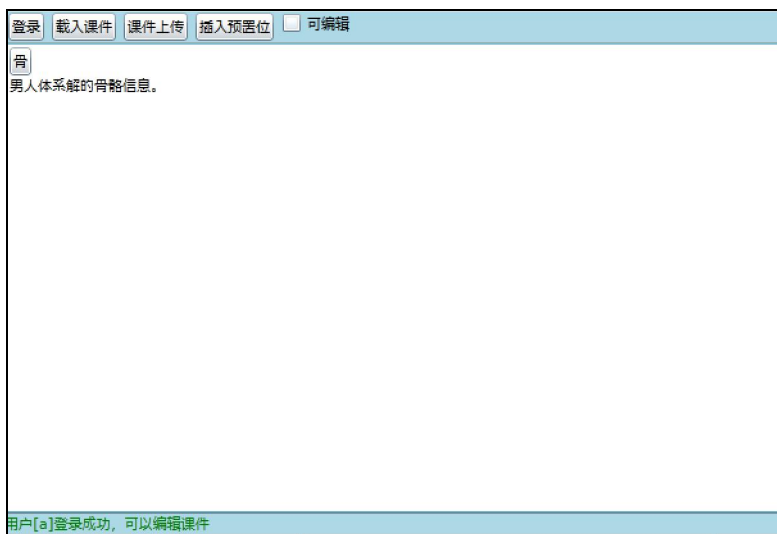 登录 载入课件 课件上传 插入预置位 可编辑
骨
男人体系解的骨骼信息。
用户[a]登录成功，可以编辑课件